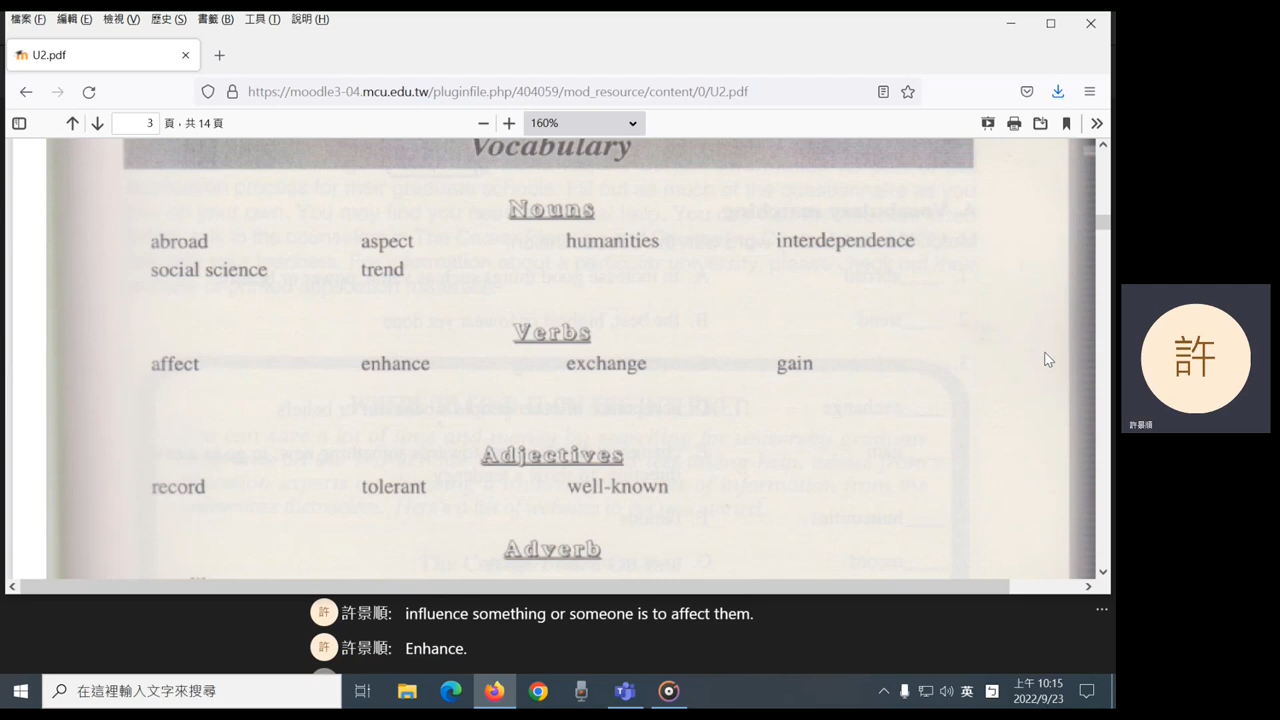 檔案(F) 編輯(E) 檢視(V) 歷史(S) 書籤(B) 工具(T) 說明(H)
U2.pdf
https://moodle3-04.mcu.edu.tw/pluginfile.php/404059/mod_resource/content/0/U2.pdf
3 頁，共 14 頁 160%
Vocabulary
Nouns
abroad aspect humanities interdependence
social science trend
Verbs
affect enhance exchange gain
Adjectives
record tolerant well-known
Adverb
許
許景順
許 許景順: influence something or someone is to affect them.
許 許景順: Enhance.
在這裡輸入文字來搜尋
英 上午 10:15
2022/9/23